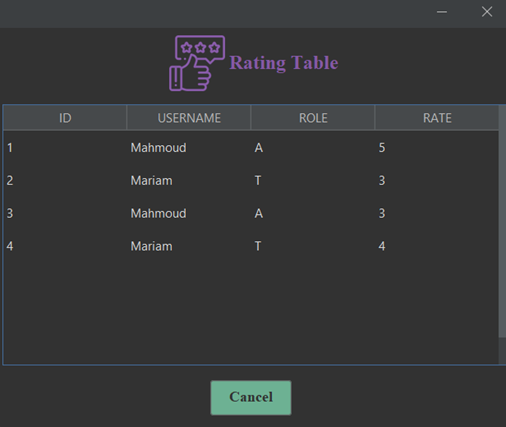 Rating Table
ID USERNAME ROLE RATE
1 Mahmoud A 5
2 Mariam T 3
3 Mahmoud A 3
4 Mariam T 4
Cancel